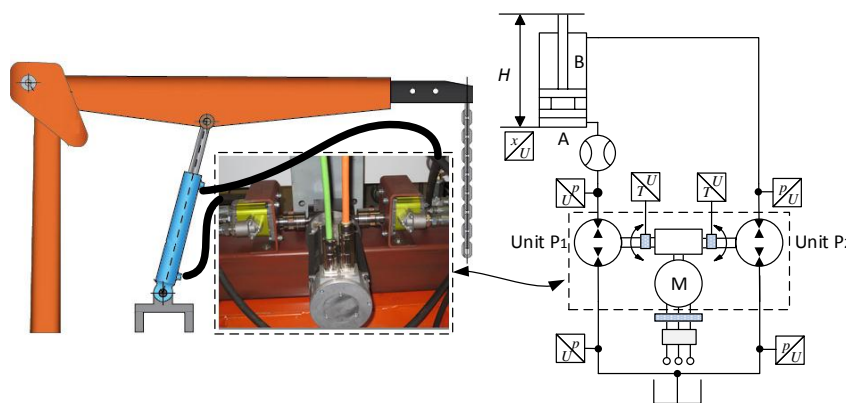 H
B
A
x/U
p/U
U/T
U/T
p/U
Unit P1
Unit P2
M
p/U
p/U